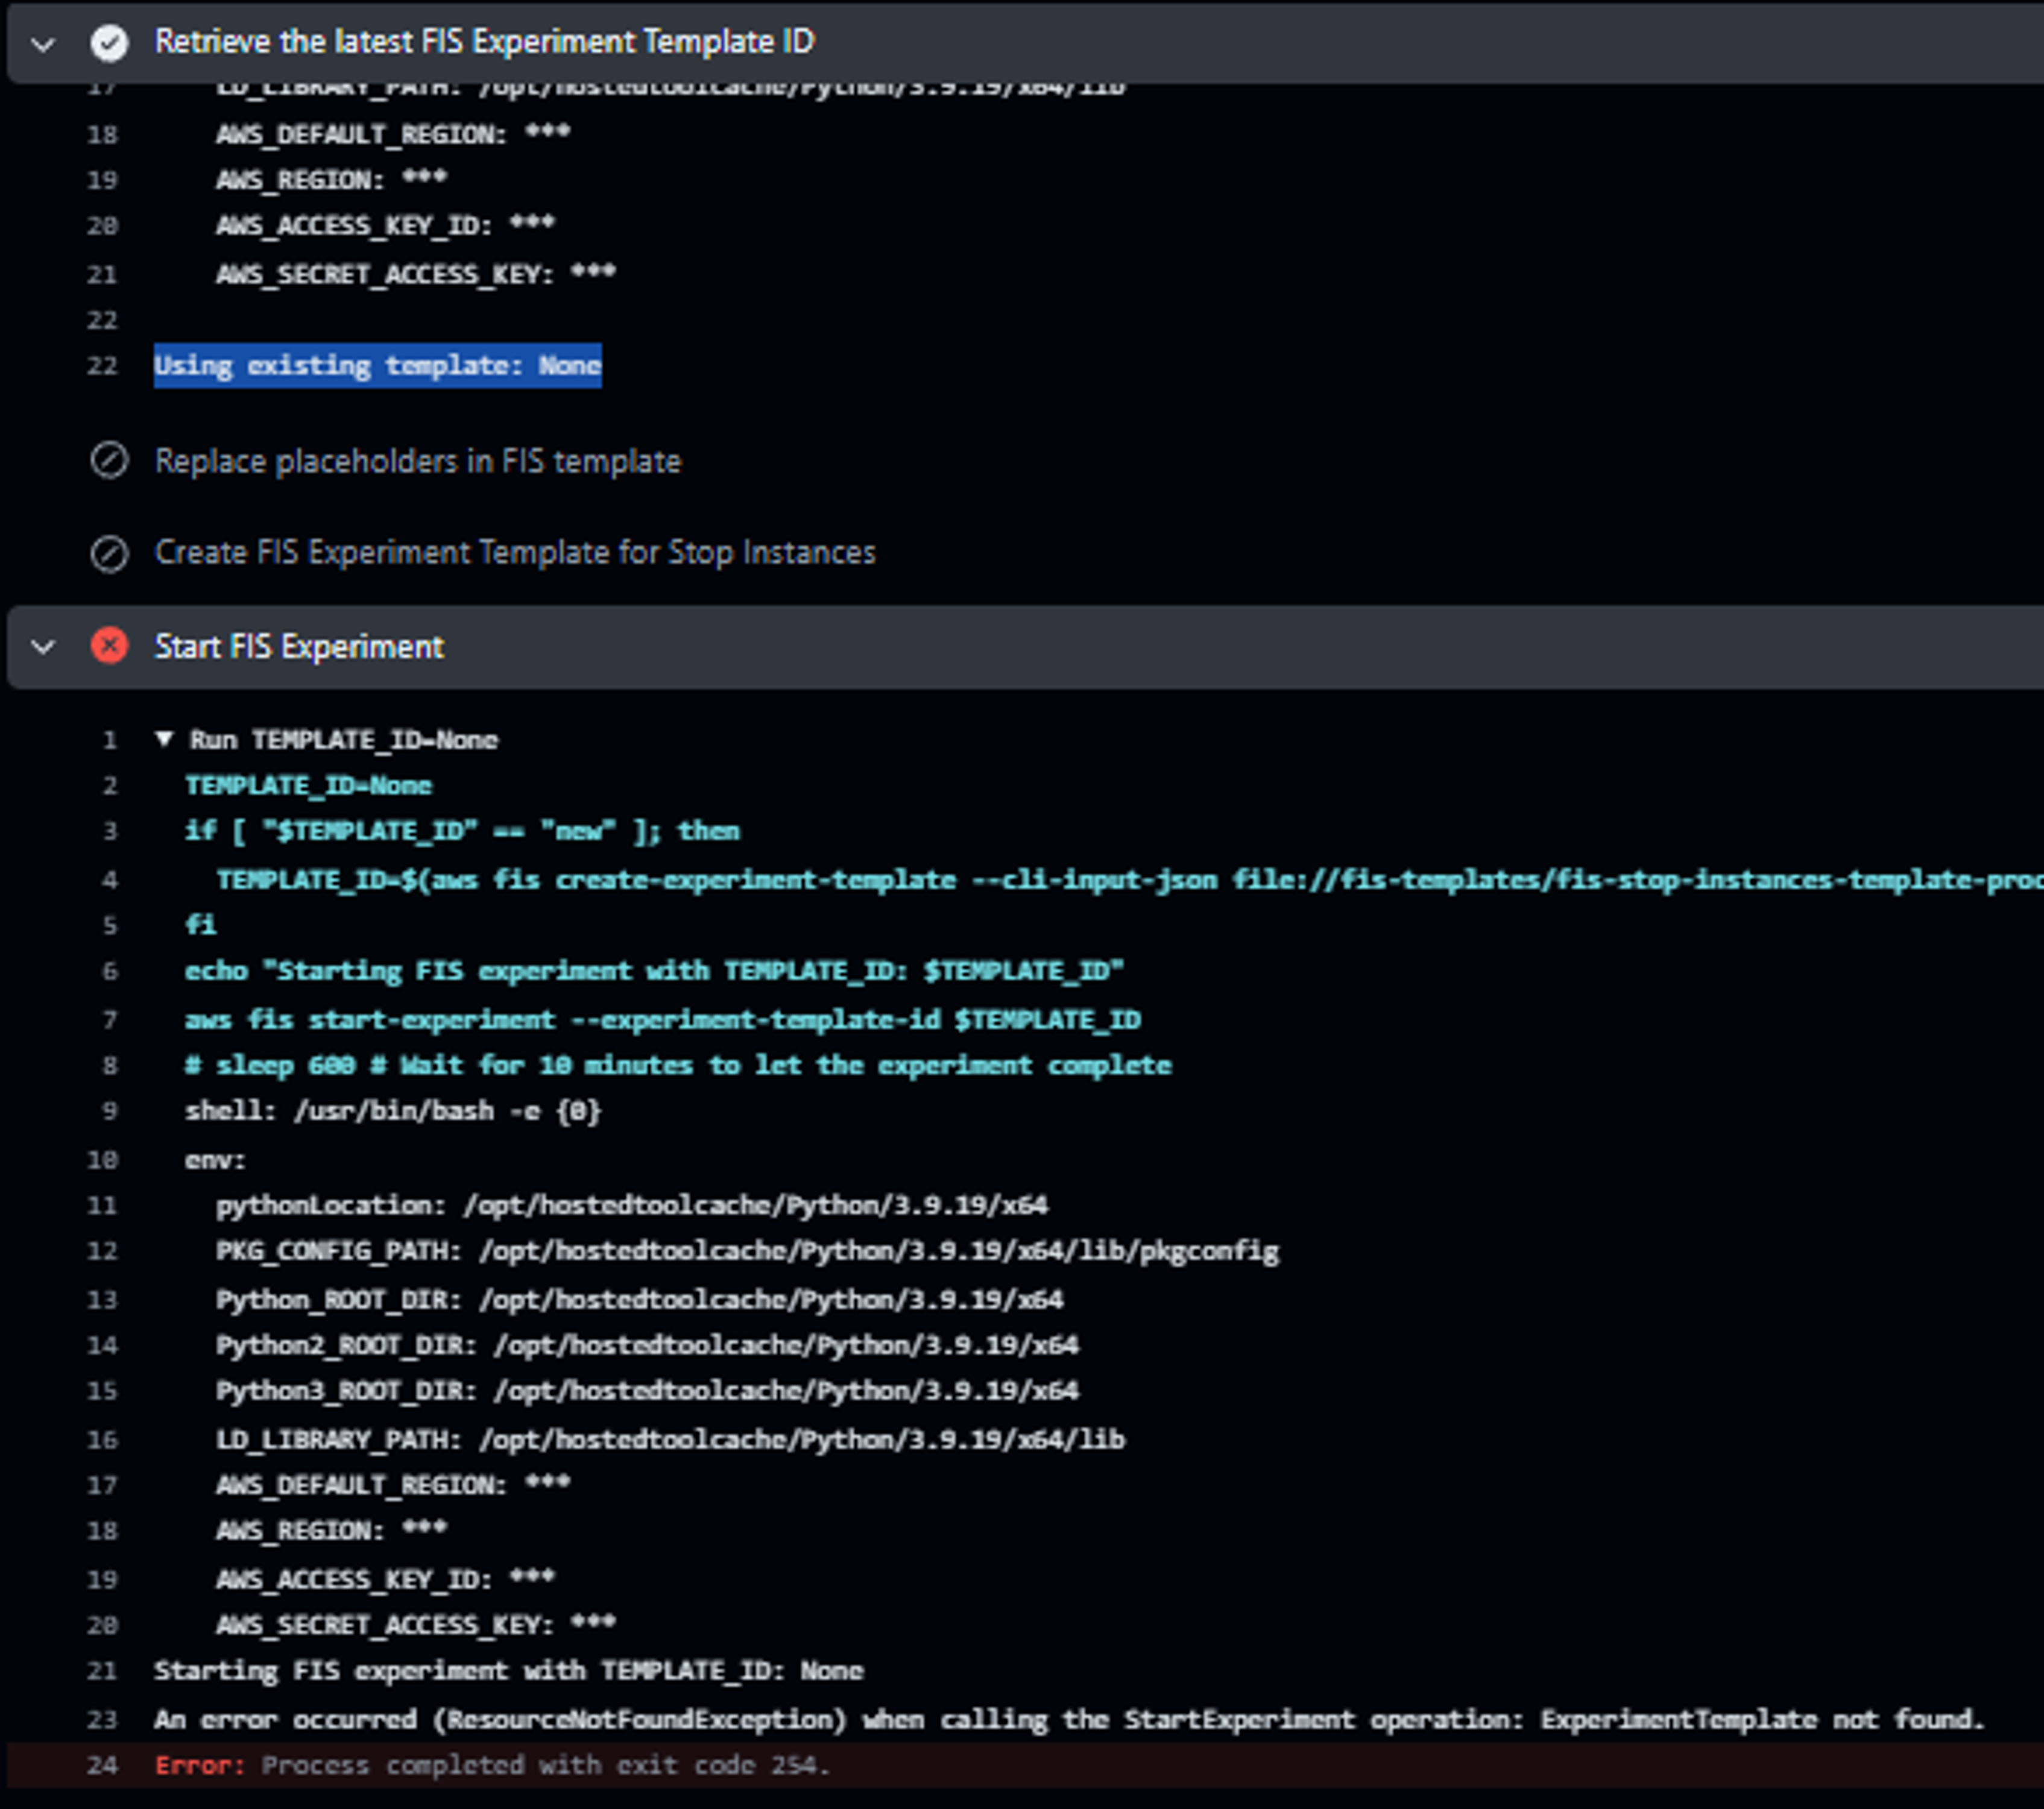 Retrieve the latest FIS Experiment Template ID
17 LD_LIBRARY_PATH: /opt/hostedtoolcache/Python/3.9.19/x64/lib
18 AWS_DEFAULT_REGION: ***
19 AWS_REGION: ***
20 AWS_ACCESS_KEY_ID: ***
21 AWS_SECRET_ACCESS_KEY: ***
22
22 Using existing template: None
Replace placeholders in FIS template
Create FIS Experiment Template for Stop Instances
Start FIS Experiment
1 ▼ Run TEMPLATE_ID=None
2 TEMPLATE_ID=None
3 if [ "$TEMPLATE_ID" == "new" ]; then
4 TEMPLATE_ID=$(aws fis create-experiment-template --cli-input-json file://fis-templates/fis-stop-instances-template-proc
5 fi
6 echo "Starting FIS experiment with TEMPLATE_ID: $TEMPLATE_ID"
7 aws fis start-experiment --experiment-template-id $TEMPLATE_ID
8 # sleep 600 # Wait for 10 minutes to let the experiment complete
9 shell: /usr/bin/bash -e {0}
10 env:
11 pythonLocation: /opt/hostedtoolcache/Python/3.9.19/x64
12 PKG_CONFIG_PATH: /opt/hostedtoolcache/Python/3.9.19/x64/lib/pkgconfig
13 Python_ROOT_DIR: /opt/hostedtoolcache/Python/3.9.19/x64
14 Python2_ROOT_DIR: /opt/hostedtoolcache/Python/3.9.19/x64
15 Python3_ROOT_DIR: /opt/hostedtoolcache/Python/3.9.19/x64
16 LD_LIBRARY_PATH: /opt/hostedtoolcache/Python/3.9.19/x64/lib
17 AWS_DEFAULT_REGION: ***
18 AWS_REGION: ***
19 AWS_ACCESS_KEY_ID: ***
20 AWS_SECRET_ACCESS_KEY: ***
21 Starting FIS experiment with TEMPLATE_ID: None
23 An error occurred (ResourceNotFoundException) when calling the StartExperiment operation: ExperimentTemplate not found.
24 Error: Process completed with exit code 254.